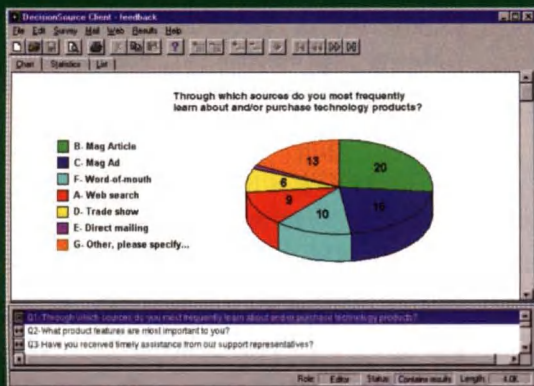 DecisionSource Client - feedback
File Edit Survey Mail Web Results Help
Chart Statistics List
Through which sources do you most frequently
learn about and/or purchase technology products?
B- Mag Article
C- Mag Ad
F- Word-of-mouth
A- Web search
D- Trade show
E- Direct mailing
G- Other, please specify...
13
20
6
9
10
Q1-Through which sources do you most frequently learn about and/or purchase technology products?
Q2-What product features are most important to you?
Q3-Have you received timely assistance from our support representatives?
Role: Editor Status: Contains results Length: